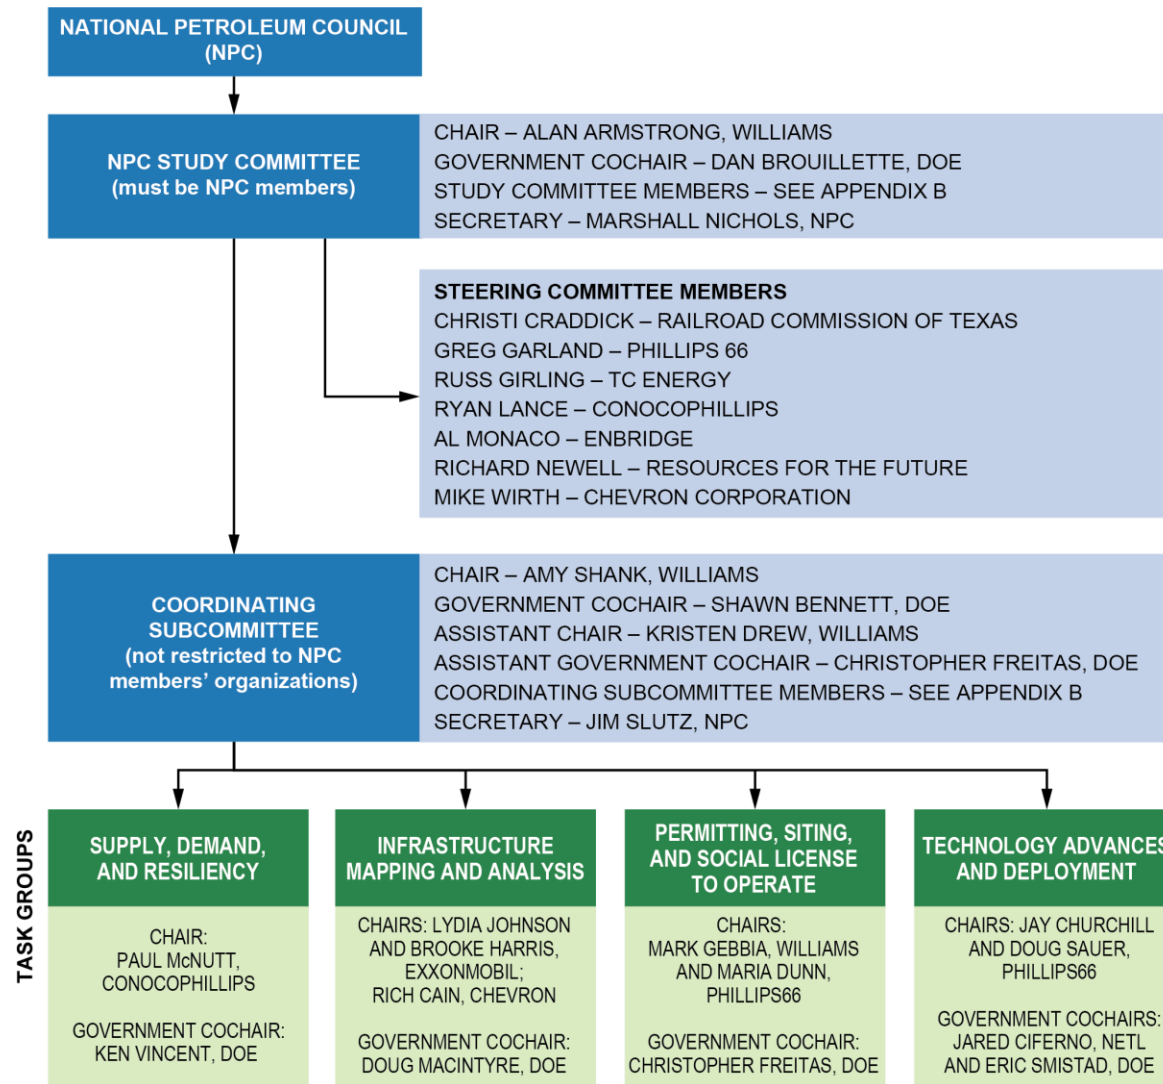 NATIONAL PETROLEUM COUNCIL
(NPC)
NPC STUDY COMMITTEE
(must be NPC members)
CHAIR – ALAN ARMSTRONG, WILLIAMS
GOVERNMENT COCHAIR – DAN BROUILLETTE, DOE
STUDY COMMITTEE MEMBERS – SEE APPENDIX B
SECRETARY – MARSHALL NICHOLS, NPC
STEERING COMMITTEE MEMBERS
CHRISTI CRADDICK – RAILROAD COMMISSION OF TEXAS
GREG GARLAND – PHILLIPS 66
RUSS GIRLING – TC ENERGY
RYAN LANCE – CONOCOPHILLIPS
AL MONACO – ENBRIDGE
RICHARD NEWELL – RESOURCES FOR THE FUTURE
MIKE WIRTH – CHEVRON CORPORATION
COORDINATING
SUBCOMMITTEE
(not restricted to NPC
members’ organizations)
CHAIR – AMY SHANK, WILLIAMS
GOVERNMENT COCHAIR – SHAWN BENNETT, DOE
ASSISTANT CHAIR – KRISTEN DREW, WILLIAMS
ASSISTANT GOVERNMENT COCHAIR – CHRISTOPHER FREITAS, DOE
COORDINATING SUBCOMMITTEE MEMBERS – SEE APPENDIX B
SECRETARY – JIM SLUTZ, NPC
TASK GROUPS
SUPPLY, DEMAND,
AND RESILIENCY
CHAIR:
PAUL McNUTT,
CONOCOPHILLIPS
GOVERNMENT COCHAIR:
KEN VINCENT, DOE
INFRASTRUCTURE
MAPPING AND ANALYSIS
CHAIRS: LYDIA JOHNSON
AND BROOKE HARRIS,
EXXONMOBIL;
RICH CAIN, CHEVRON
GOVERNMENT COCHAIR:
DOUG MACINTYRE, DOE
PERMITTING, SITING,
AND SOCIAL LICENSE
TO OPERATE
CHAIRS:
MARK GEBBIA, WILLIAMS
AND MARIA DUNN,
PHILLIPS66
GOVERNMENT COCHAIR:
CHRISTOPHER FREITAS, DOE
TECHNOLOGY ADVANCES
AND DEPLOYMENT
CHAIRS: JAY CHURCHILL
AND DOUG SAUER,
PHILLIPS66
GOVERNMENT COCHAIRS:
JARED CIFERNO, NETL
AND ERIC SMISTAD, DOE